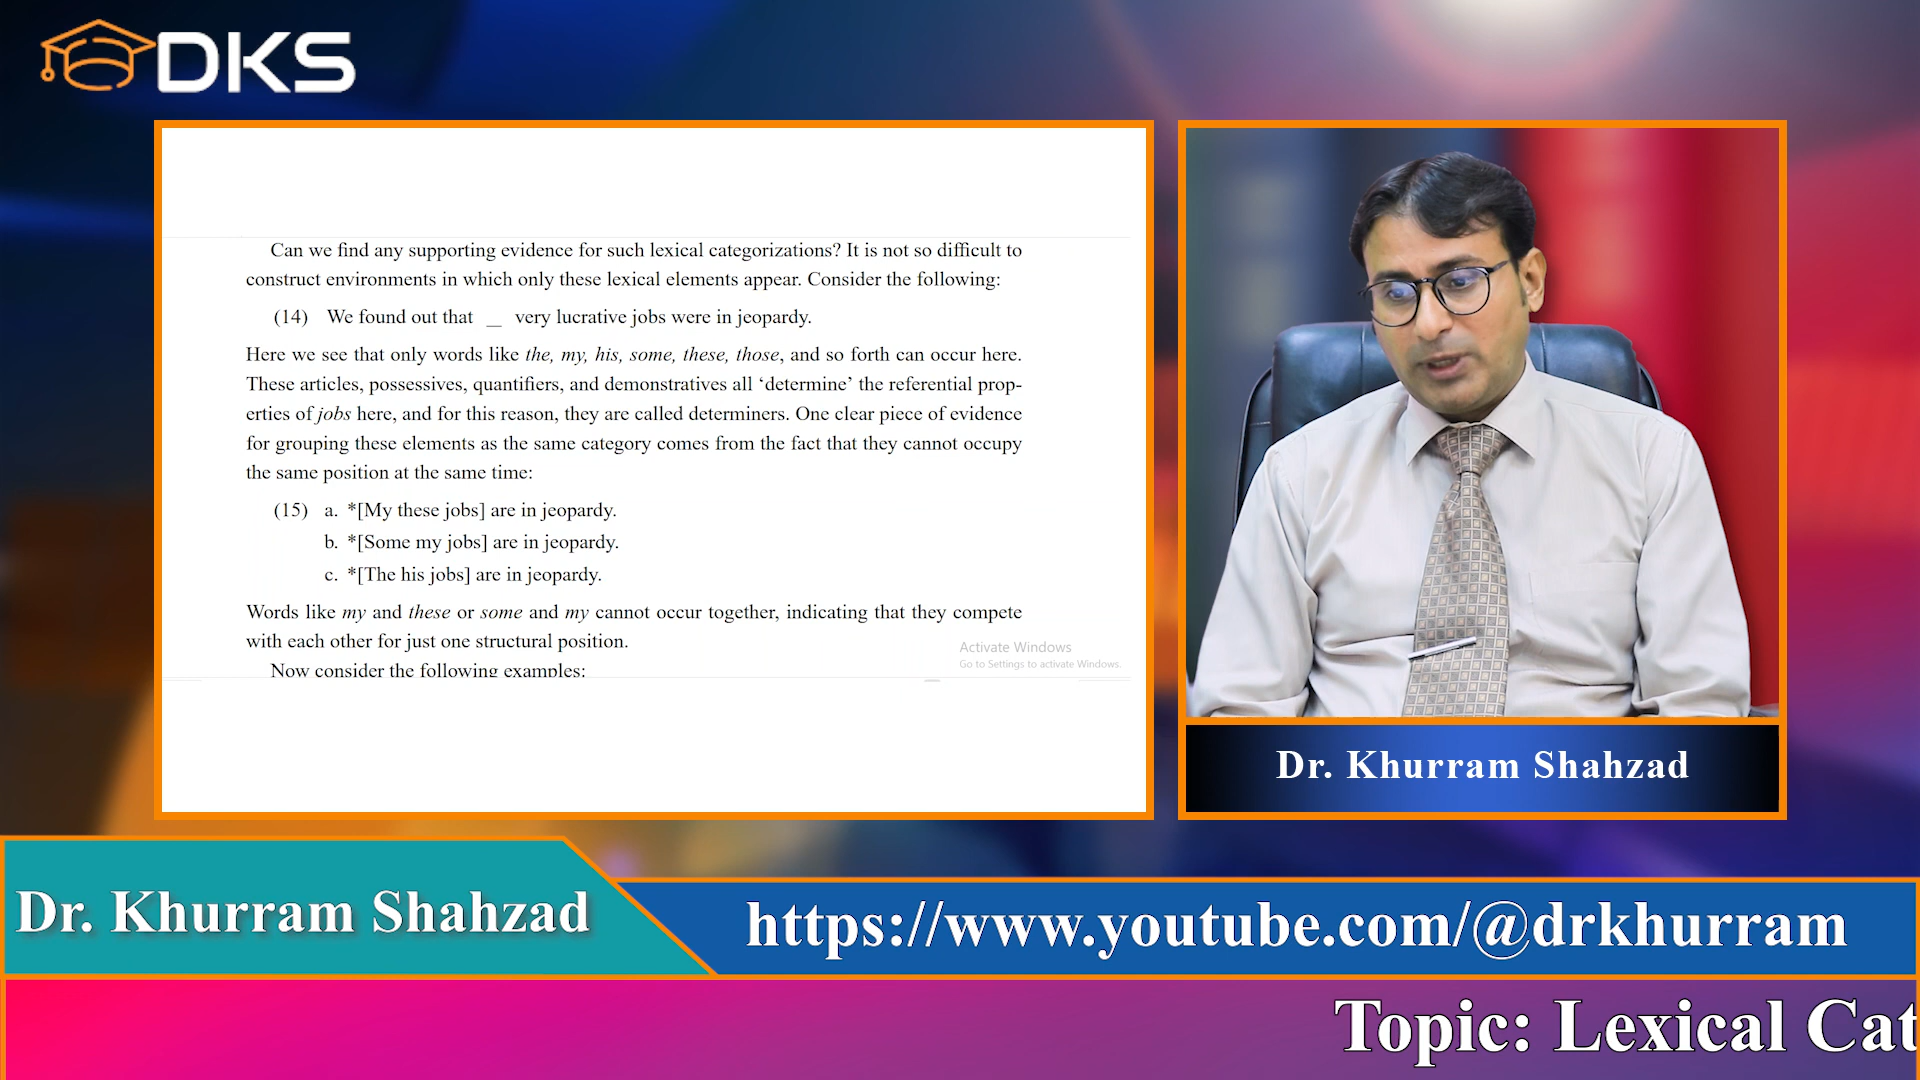 DKS
Can we find any supporting evidence for such lexical categorizations? It is not so difficult to
construct environments in which only these lexical elements appear. Consider the following:
(14) We found out that __ very lucrative jobs were in jeopardy.
Here we see that only words like the, my, his, some, these, those, and so forth can occur here.
These articles, possessives, quantifiers, and demonstratives all ‘determine’ the referential prop-
erties of jobs here, and for this reason, they are called determiners. One clear piece of evidence
for grouping these elements as the same category comes from the fact that they cannot occupy
the same position at the same time:
(15) a. *[My these jobs] are in jeopardy.
b. *[Some my jobs] are in jeopardy.
c. *[The his jobs] are in jeopardy.
Words like my and these or some and my cannot occur together, indicating that they compete
with each other for just one structural position.
Now consider the following examples:
Activate Windows
Go to Settings to activate Windows.
Dr. Khurram Shahzad
Dr. Khurram Shahzad
https://www.youtube.com/@drkhurram
Topic: Lexical Cat